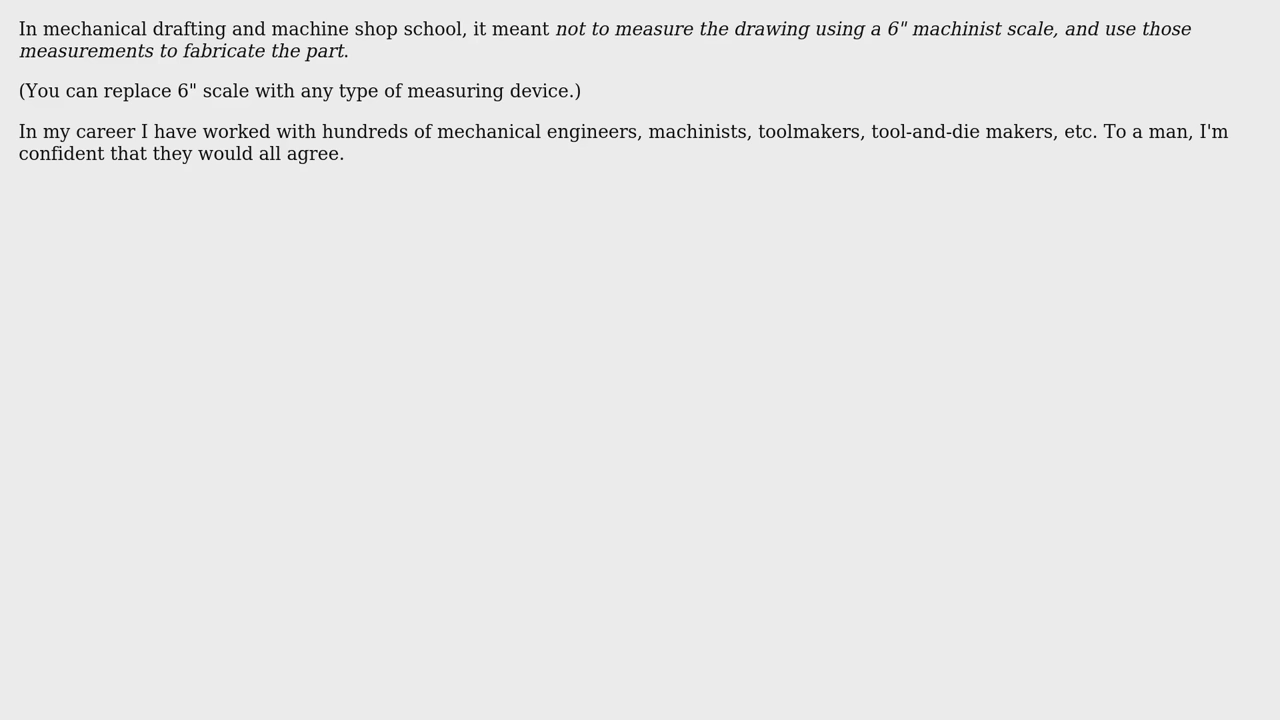 In mechanical drafting and machine shop school, it meant not to measure the drawing using a 6" machinist scale, and use those
measurements to fabricate the part.
(You can replace 6" scale with any type of measuring device.)
In my career I have worked with hundreds of mechanical engineers, machinists, toolmakers, tool-and-die makers, etc. To a man, I'm
confident that they would all agree.